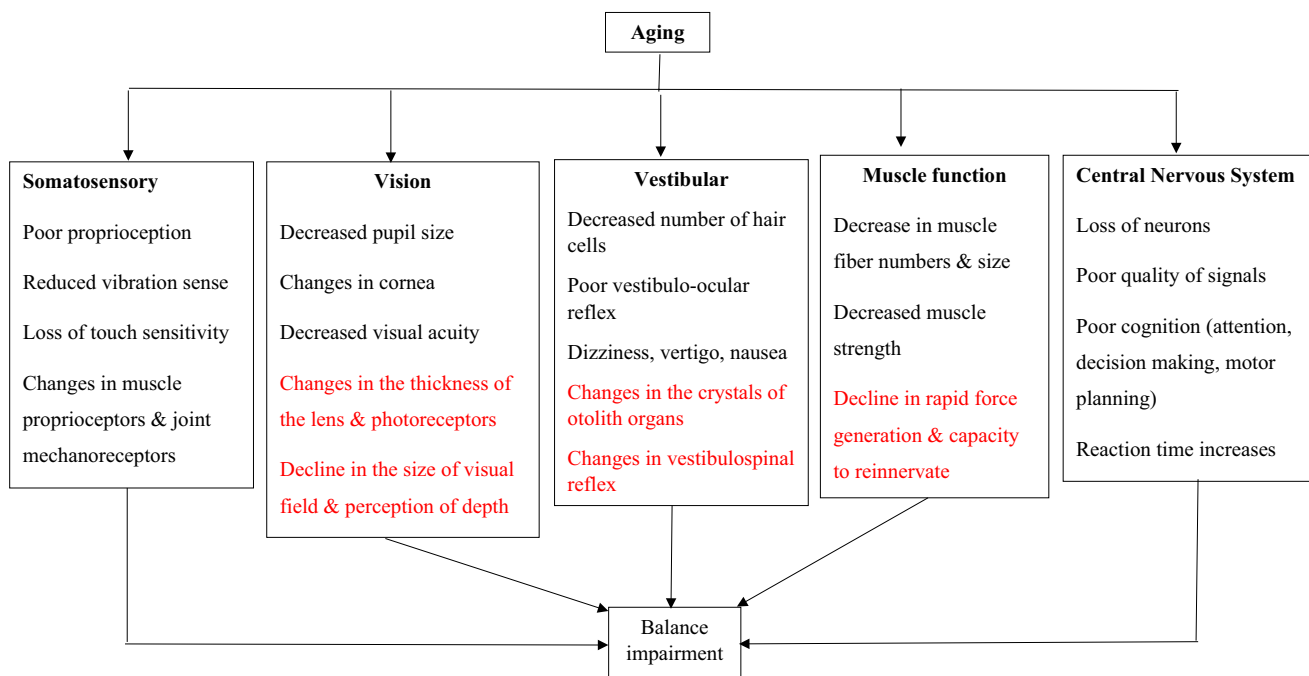 Aging
Somatosensory
Poor proprioception
Reduced vibration sense
Loss of touch sensitivity
Changes in muscle
proprioceptors & joint
mechanoreceptors
Vision
Decreased pupil size
Changes in cornea
Decreased visual acuity
Changes in the thickness of
the lens & photoreceptors
Decline in the size of visual
field & perception of depth
Vestibular
Decreased number of hair
cells
Poor vestibulo-ocular
reflex
Dizziness, vertigo, nausea
Changes in the crystals of
otolith organs
Changes in vestibulospinal
reflex
Muscle function
Decrease in muscle
fiber numbers & size
Decreased muscle
strength
Decline in rapid force
generation & capacity
to reinnervate
Central Nervous System
Loss of neurons
Poor quality of signals
Poor cognition (attention,
decision making, motor
planning)
Reaction time increases
Balance
impairment